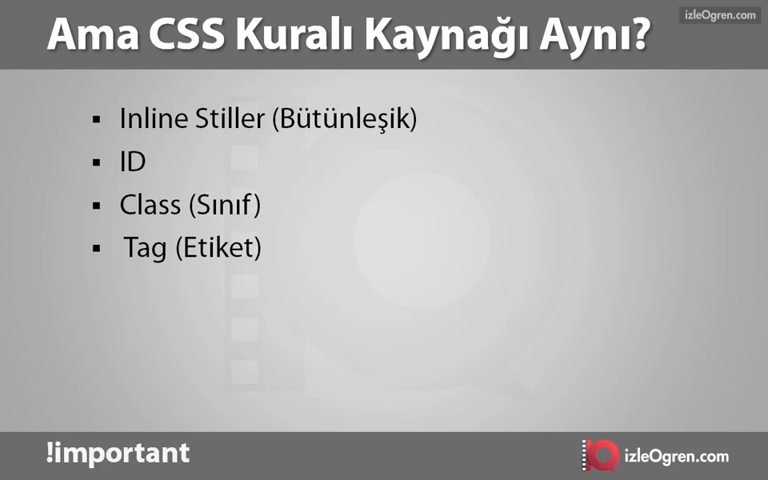 izleOgren.com
Ama CSS Kuralı Kaynağı Aynı?
▪ Inline Stiller (Bütünleşik)
▪ ID
▪ Class (Sınıf)
▪ Tag (Etiket)
!important
izleOgren.com